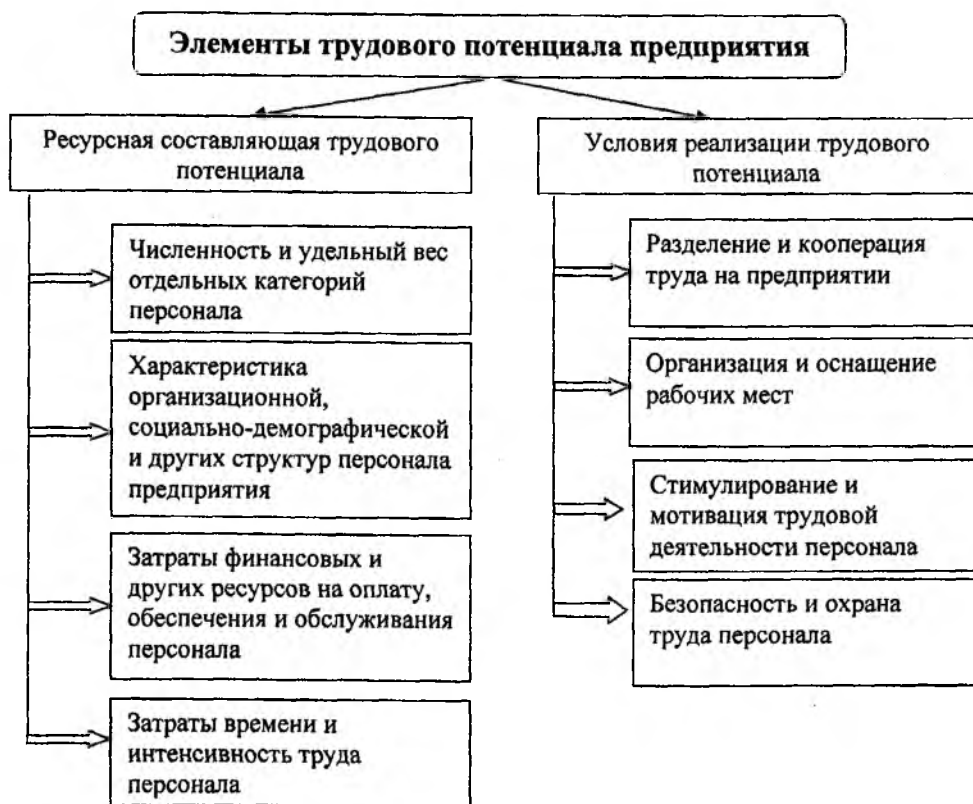 Элементы трудового потенциала предприятия
Ресурсная составляющая трудового
потенциала
Численность и удельный вес
отдельных категорий
персонала
Характеристика
организационной,
социально-демографической
и других структур персонала
предприятия
Затраты финансовых и
других ресурсов на оплату,
обеспечения и обслуживания
персонала
Затраты времени и
интенсивность труда
персонала
Условия реализации трудового
потенциала
Разделение и кооперация
труда на предприятии
Организация и оснащение
рабочих мест
Стимулирование и
мотивация трудовой
деятельности персонала
Безопасность и охрана
труда персонала